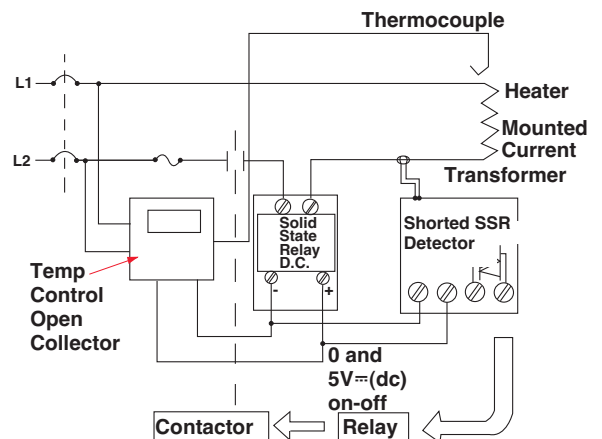 Thermocouple
L1
Heater
Mounted
Current
Transformer
L2
Solid
State
Relay
D.C.
- +
Shorted SSR
Detector
Temp
Control
Open
Collector
0 and
5V⎓(dc)
on-off
Contactor
Relay